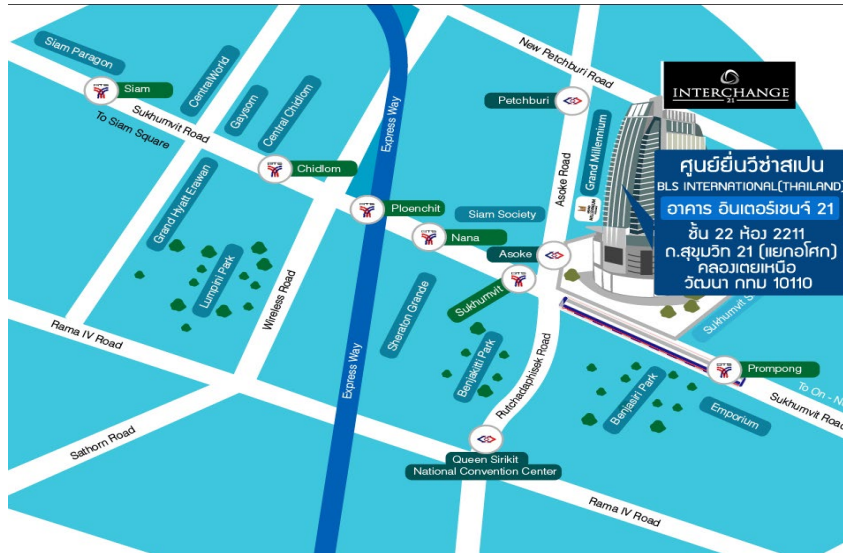 Siam Paragon
Siam
CentralWorld
Sukhumvit Road
To Siam Square
Gaysorn
Central Chidlom
Chidlom
Grand Hyatt Erawan
Lumpini Park
Wireless Road
Rama IV Road
Sathorn Road
Express Way
Express Way
Ploenchit
Nana
Siam Society
Sheraton Grande
Benjakitti Park
Sukhumvit
Asoke
Petchburi
New Petchburi Road
Asoke Road
Grand Millennium
INTERCHANGE
21
ศูนย์ยื่นวีซ่าสเปน
BLS INTERNATIONAL(THAILAND)
อาคาร อินเตอร์เชนจ์ 21
ชั้น 22 ห้อง 2211
ถ.สุขุมวิท 21 (แยกอโศก)
คลองเตยเหนือ
วัฒนา กทม 10110
Rutchadaphisek Road
Queen Sirikit
National Convention Center
Benjasiri Park
Emporium
Prompong
To On - N
Sukhumvit Road
Sukhumvit S
Rama IV Road